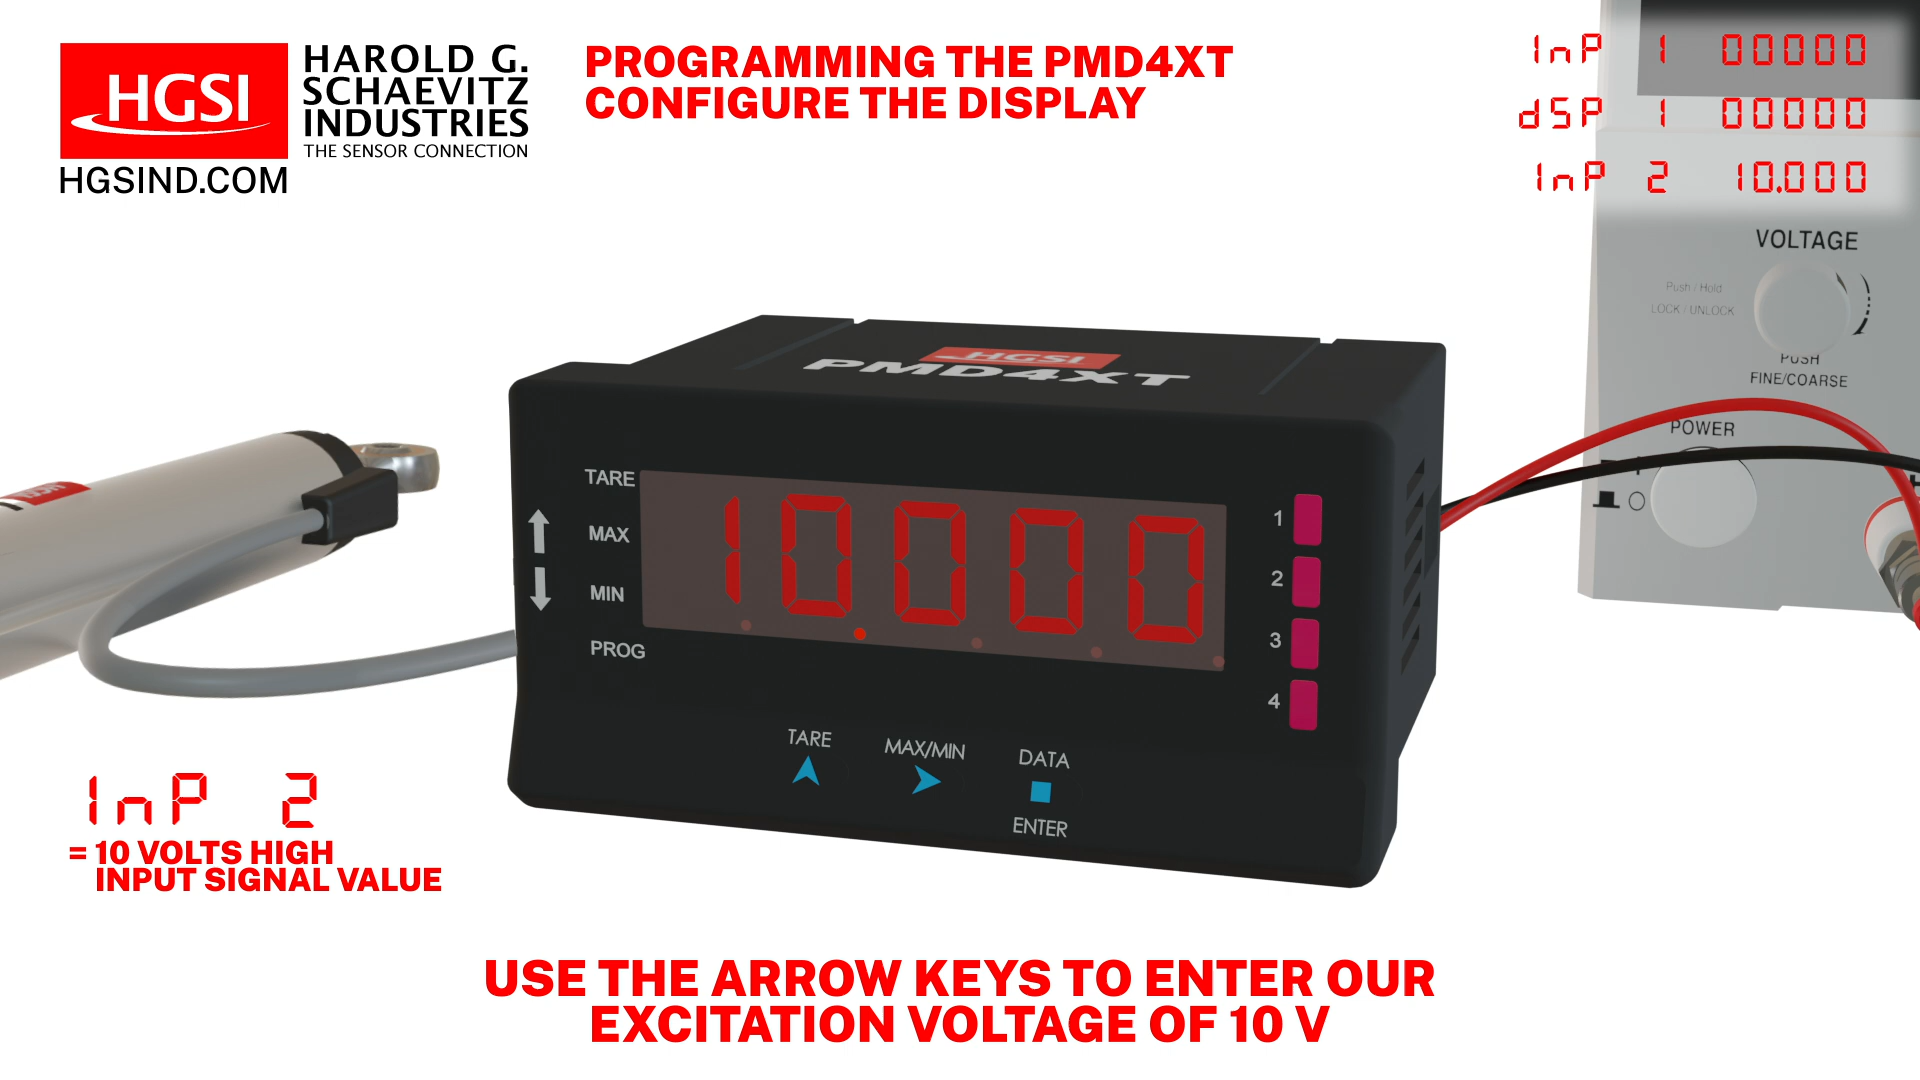 HGSI
HAROLD G.
SCHAEVITZ
INDUSTRIES
THE SENSOR CONNECTION
HGSIND.COM
PROGRAMMING THE PMD4XT
CONFIGURE THE DISPLAY
InP 1 00000
dSP 1 00000
InP 2 10.000
VOLTAGE
Push / Hold
LOCK / UNLOCK
PUSH
FINE/COARSE
POWER
HGSI
PMD4XT
TARE
MAX
MIN
PROG
10.000
1
2
3
4
TARE
MAX/MIN
DATA
ENTER
InP 2
= 10 VOLTS HIGH
INPUT SIGNAL VALUE
USE THE ARROW KEYS TO ENTER OUR
EXCITATION VOLTAGE OF 10 V